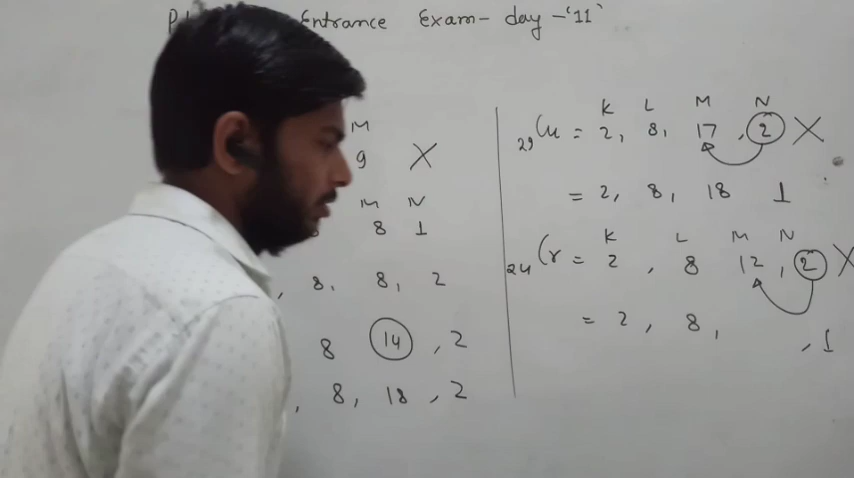 Entrance Exam- day -'11'
M
9 X
M N
8 1
, 8, 8, 2
8 14 , 2
, 8, 18 , 2
K L M N
29Cu = 2, 8, 17 , 2 X
= 2, 8, 18 1
K L M N
24Cr = 2 , 8 12 , 2 X
= 2 , 8, , 1